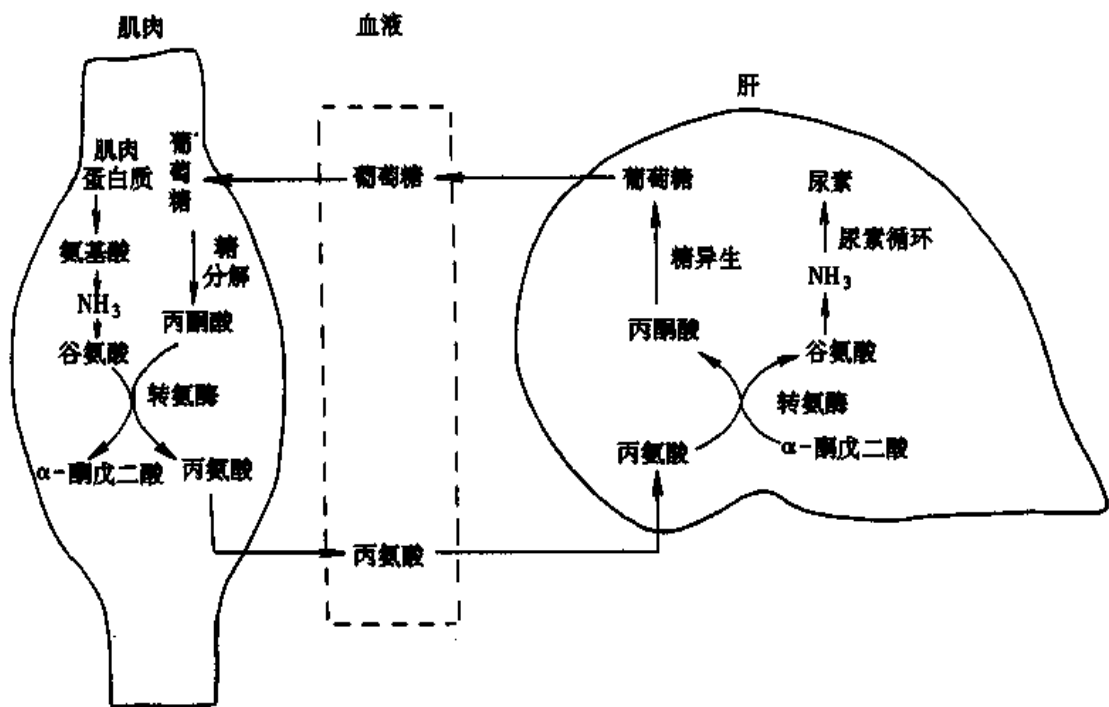 肌肉
血液
肝
肌肉
蛋白质
葡萄糖
葡萄糖
葡萄糖
尿素
氨基酸
糖
分解
糖异生
尿素循环
NH₃
NH₃
丙酮酸
丙酮酸
谷氨酸
谷氨酸
转氨酶
转氨酶
α-酮戊二酸
丙氨酸
丙氨酸
α-酮戊二酸
丙氨酸